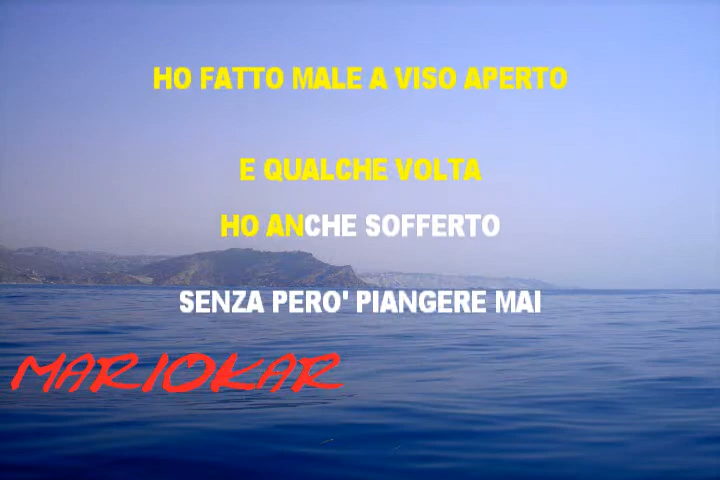 HO FATTO MALE A VISO APERTO
E QUALCHE VOLTA
HO ANCHE SOFFERTO
SENZA PERO' PIANGERE MAI
MARIOKAR